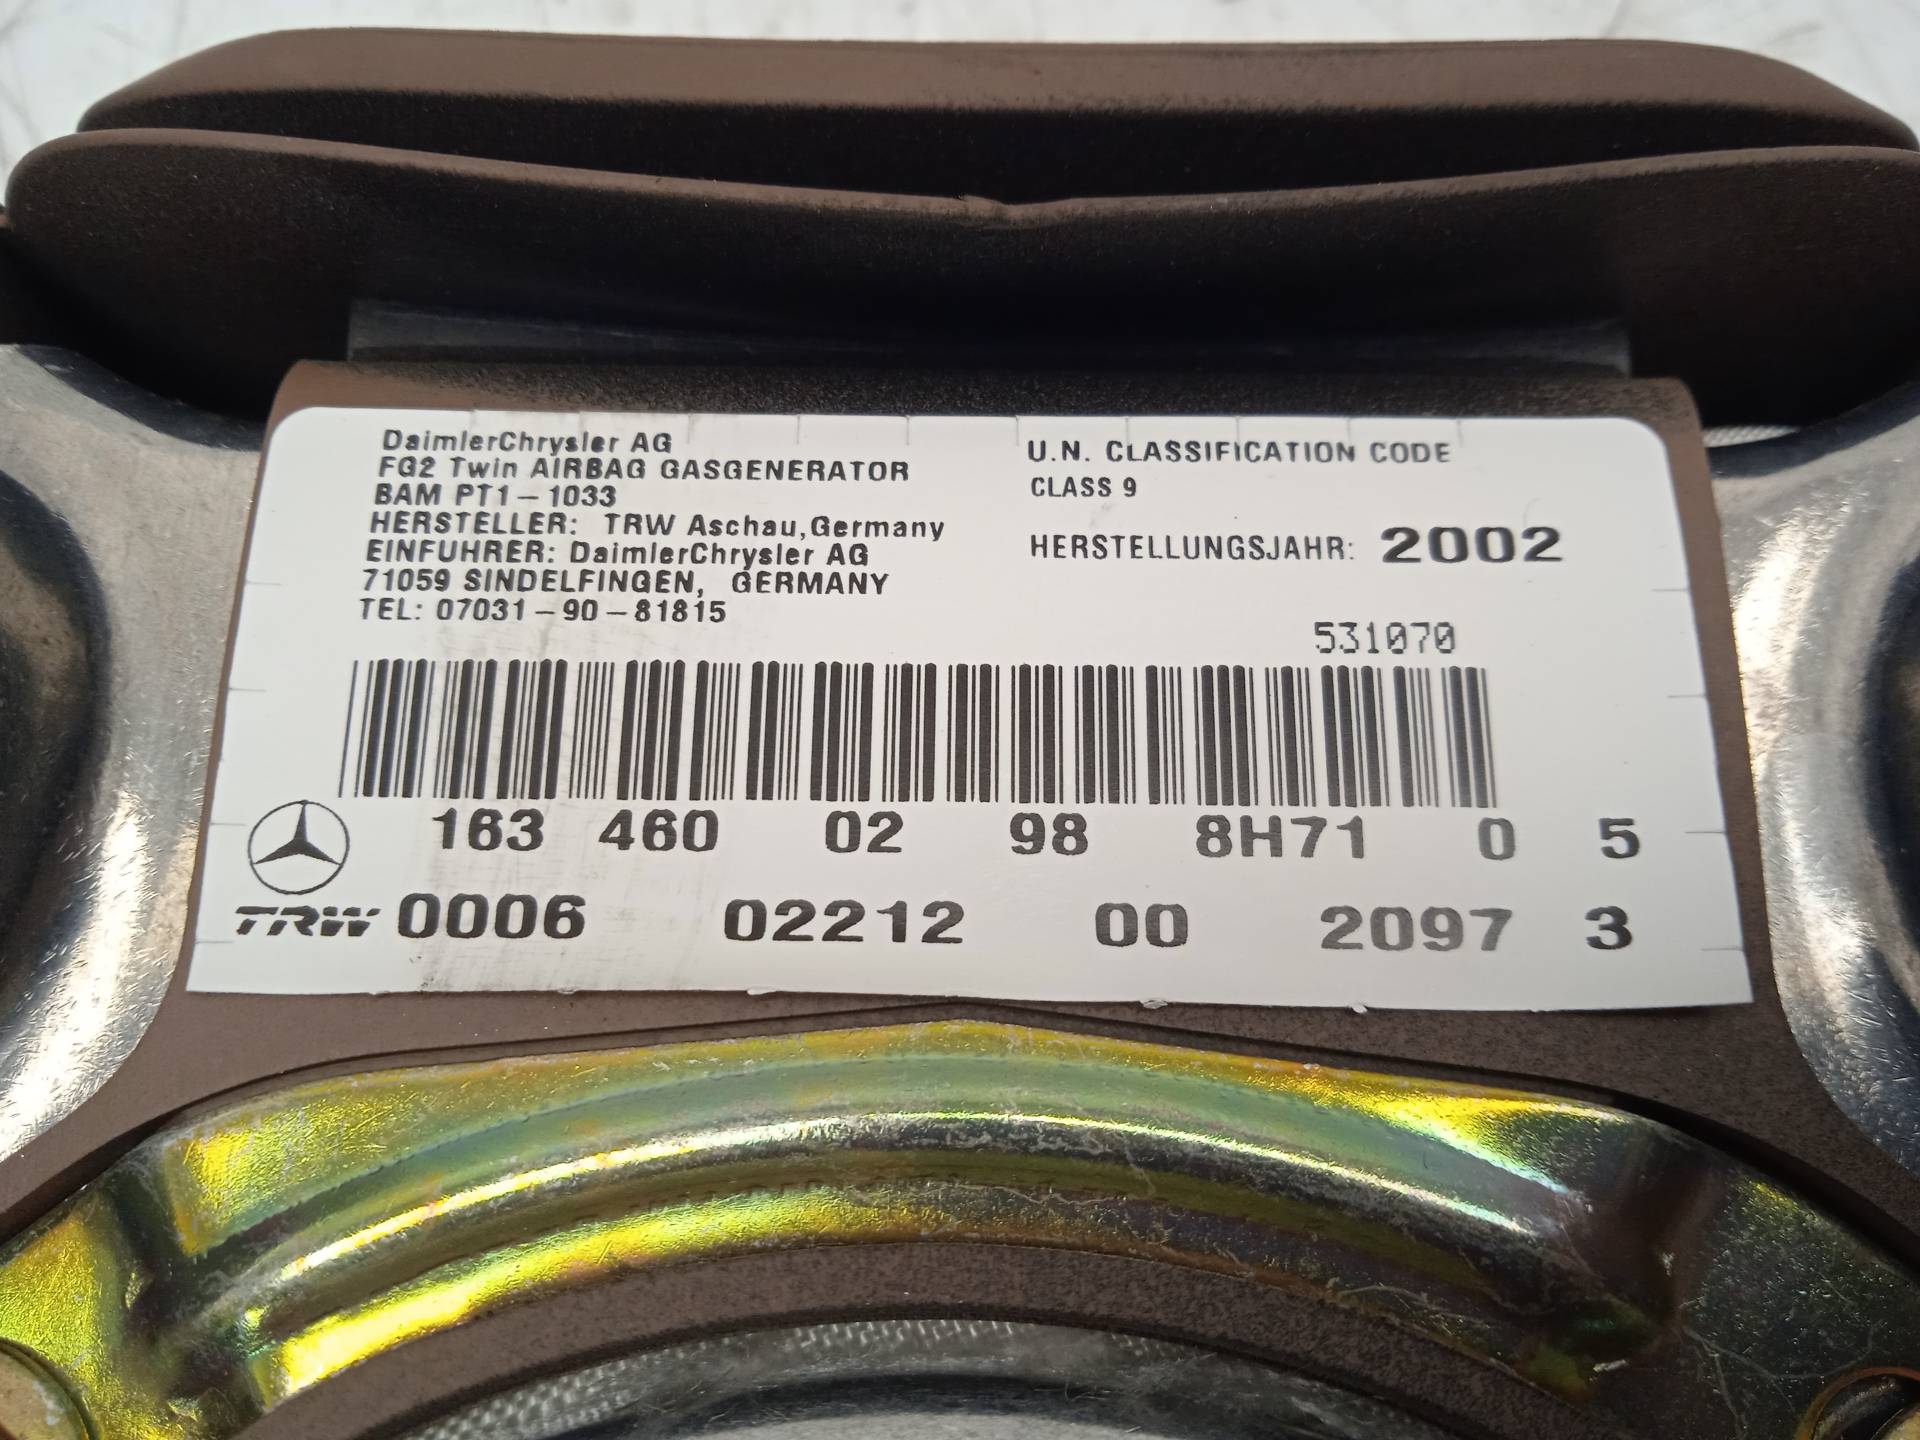 DaimlerChrysler AG
FG2 Twin AIRBAG GASGENERATOR
BAM PT1-1033
HERSTELLER: TRW Aschau, Germany
EINFUHRER: DaimlerChrysler AG
71059 SINDELFINGEN, GERMANY
TEL: 07031-90-81815
U.N. CLASSIFICATION CODE
CLASS 9
HERSTELLUNGSJAHR: 2002
531070
163 460 02 98 8H71 0 5
TRW 0006 02212 00 2097 3